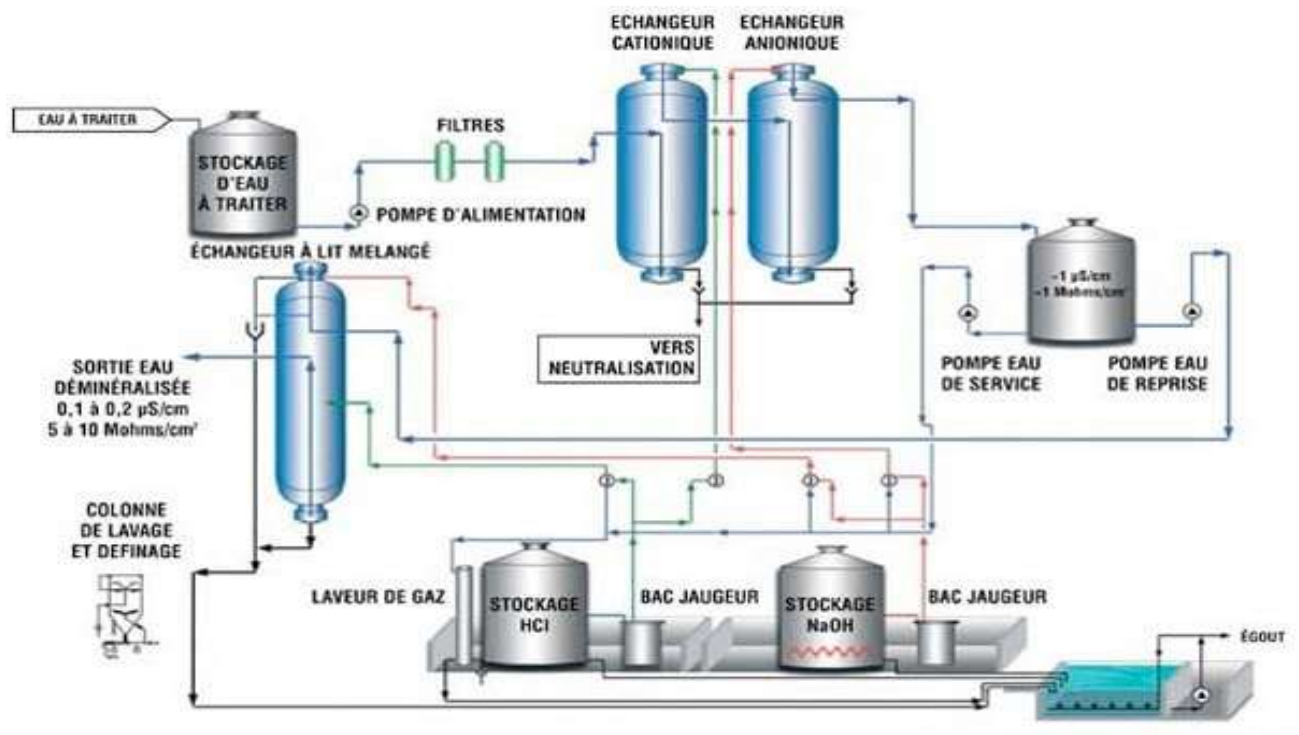 ECHANGEUR
CATIONIQUE
ECHANGEUR
ANIONIQUE
EAU À TRAITER
STOCKAGE
D'EAU
À TRAITER
FILTRES
POMPE D'ALIMENTATION
ÉCHANGEUR À LIT MELANGÉ
~1 µS/cm
~1 Mohms/cm²
VERS
NEUTRALISATION
POMPE EAU
DE SERVICE
POMPE EAU
DE REPRISE
SORTIE EAU
DÉMINÉRALISÉE
0,1 à 0,2 µS/cm
5 à 10 Mohms/cm²
COLONNE
DE LAVAGE
ET DEFINAGE
LAVEUR DE GAZ
STOCKAGE
HCl
BAC JAUGEUR
STOCKAGE
NaOH
BAC JAUGEUR
ÉGOUT